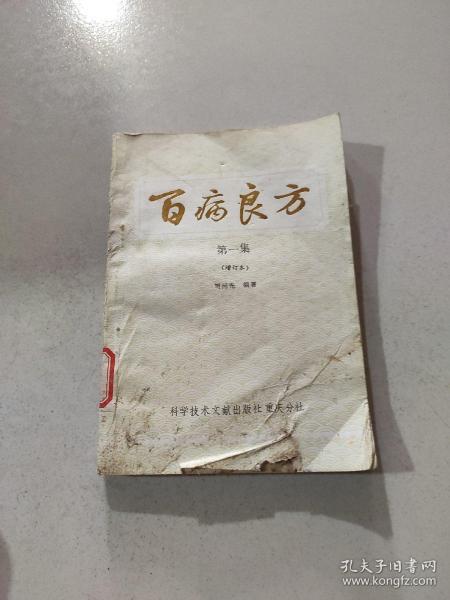 百病良方
第一集
（增订本）
编著
科学技术文献出版社重庆分社
孔夫子旧书网
www.kongfz.com